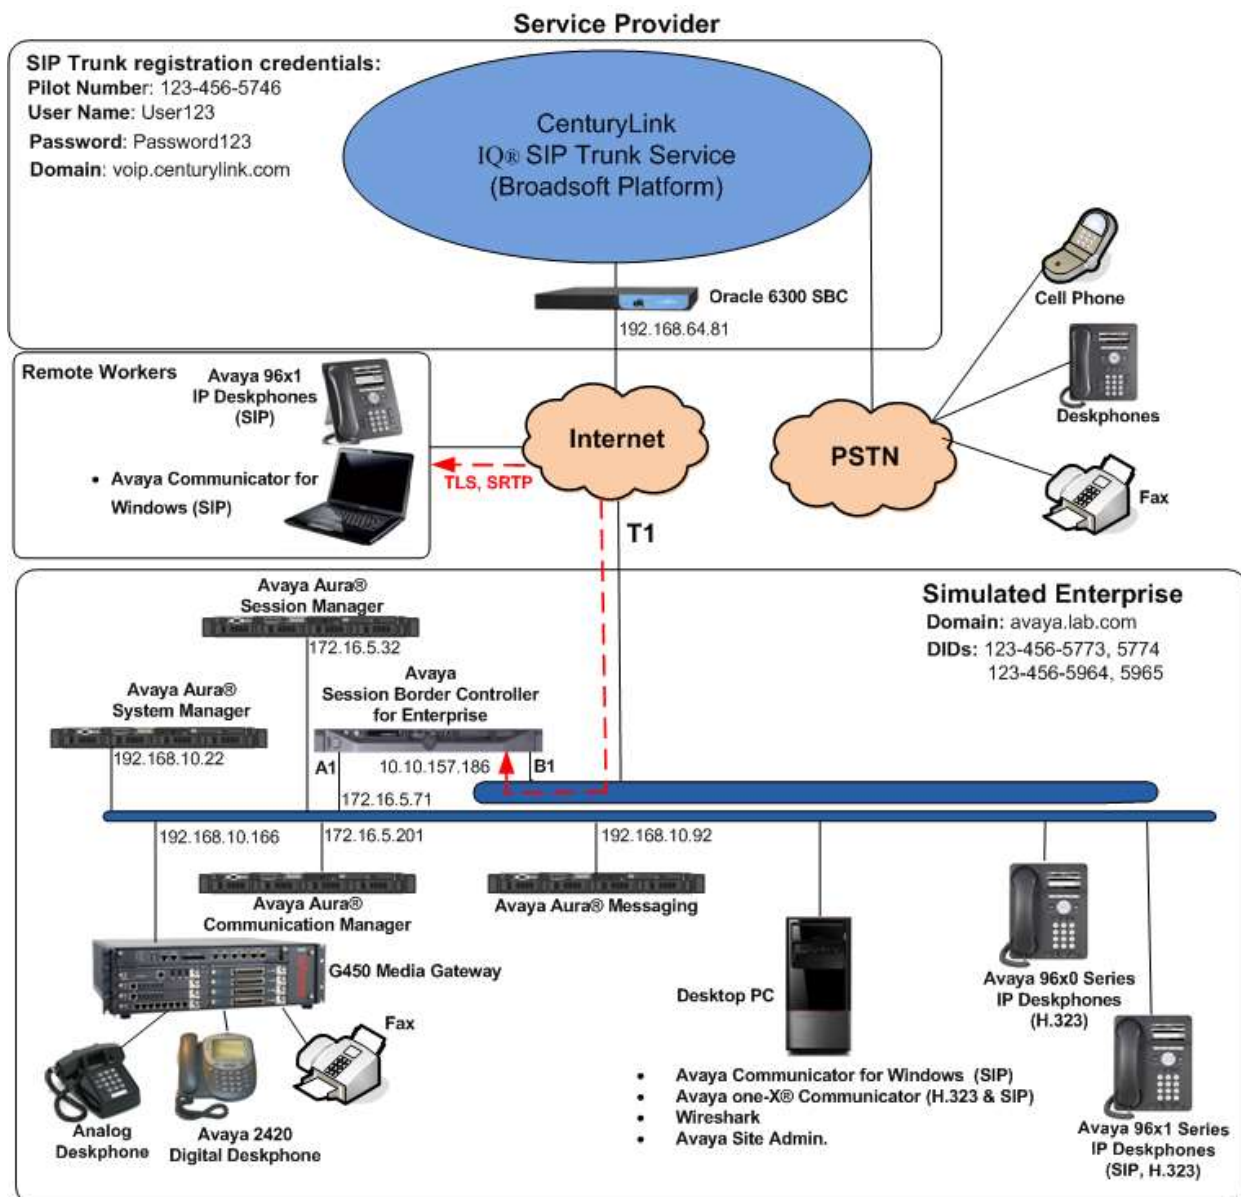 Service Provider
SIP Trunk registration credentials:
Pilot Number: 123-456-5746
User Name: User123
Password: Password123
Domain: voip.centurylink.com
CenturyLink
IQ® SIP Trunk Service
(Broadsoft Platform)
Oracle 6300 SBC
192.168.64.81
Cell Phone
Deskphones
Fax
PSTN
Internet
Remote Workers
Avaya 96x1
IP Deskphones
(SIP)
• Avaya Communicator for
Windows (SIP)
TLS, SRTP
T1
Simulated Enterprise
Domain: avaya.lab.com
DIDs: 123-456-5773, 5774
123-456-5964, 5965
Avaya Aura®
Session Manager
172.16.5.32
Avaya Aura®
System Manager
192.168.10.22
Avaya
Session Border Controller
for Enterprise
A1
10.10.157.186
B1
172.16.5.71
192.168.10.166
172.16.5.201
192.168.10.92
Avaya Aura®
Communication Manager
Avaya Aura® Messaging
G450 Media Gateway
Fax
Analog
Deskphone
Avaya 2420
Digital Deskphone
Desktop PC
• Avaya Communicator for Windows (SIP)
• Avaya one-X® Communicator (H.323 & SIP)
• Wireshark
• Avaya Site Admin.
Avaya 96x0 Series
IP Deskphones
(H.323)
Avaya 96x1 Series
IP Deskphones
(SIP, H.323)